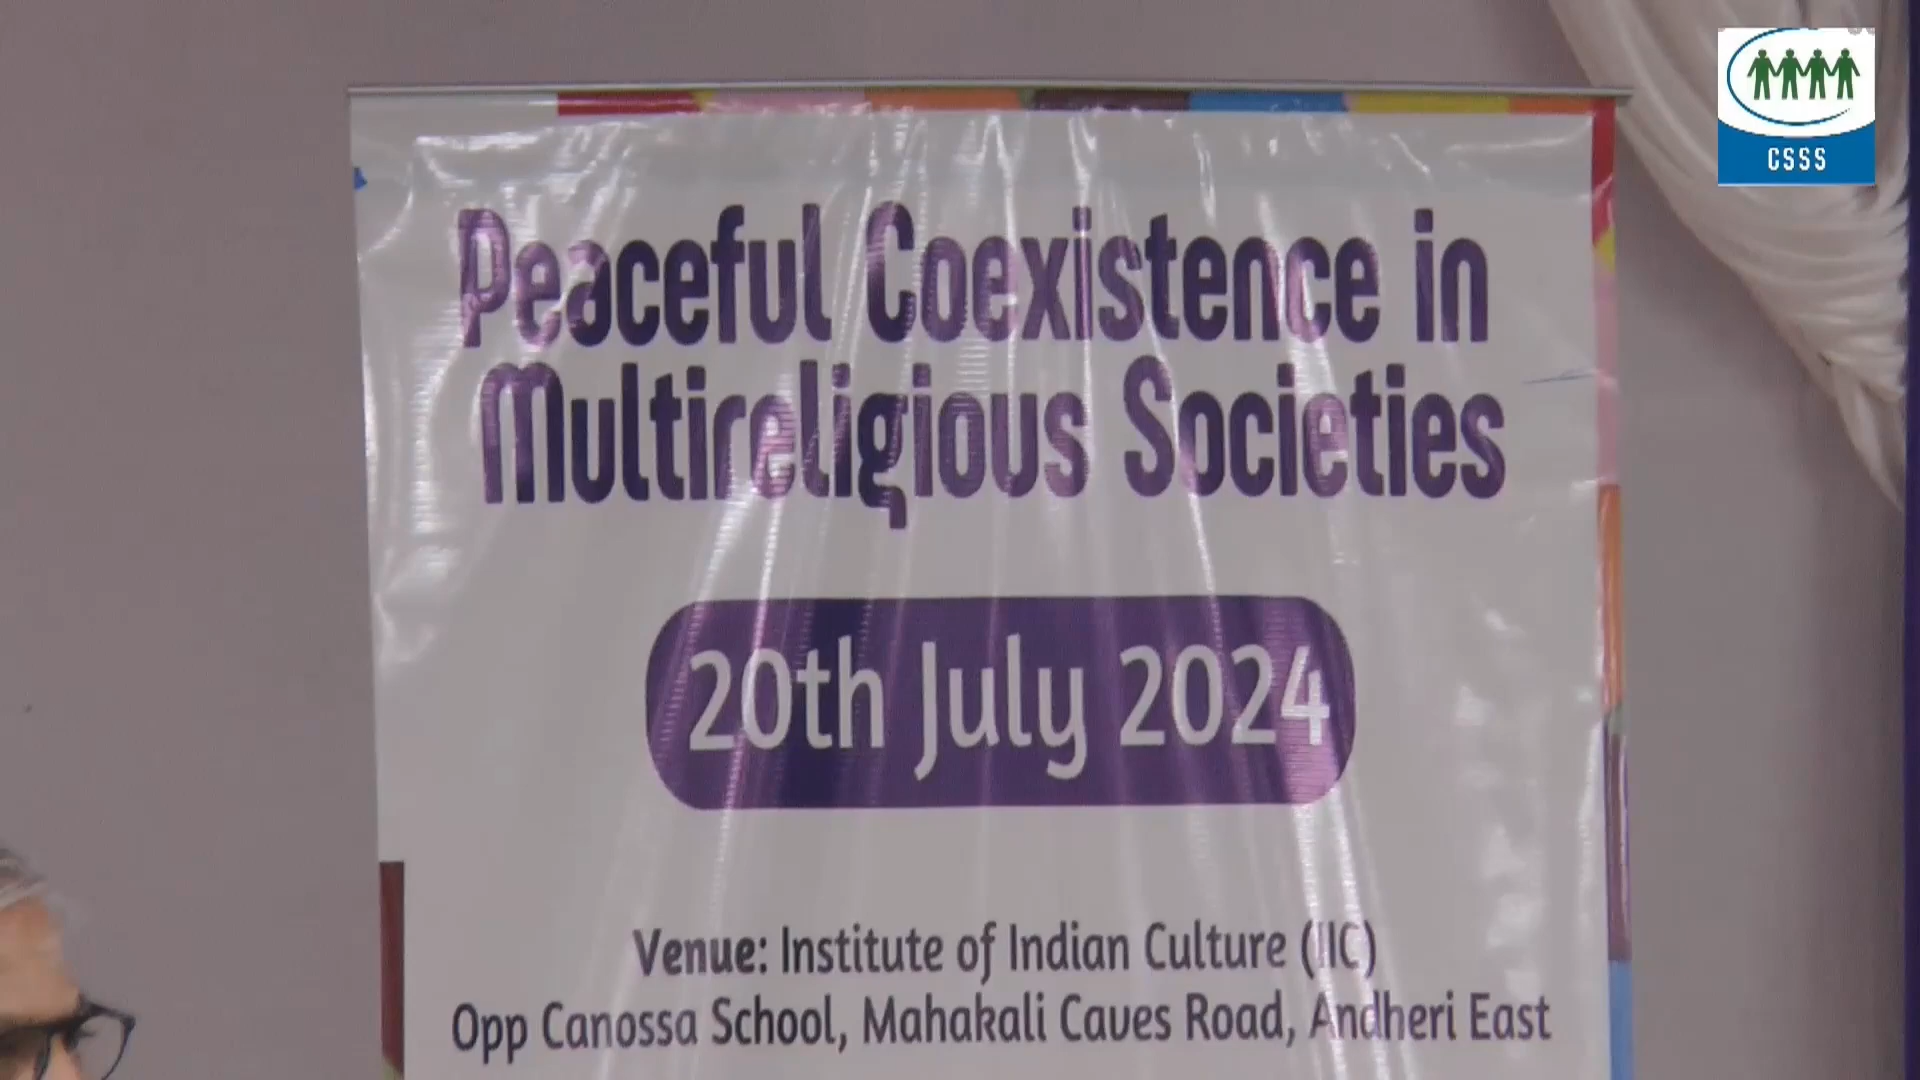 CSSS
Peaceful Coexistence in
Multireligious Societies
20th July 2024
Venue: Institute of Indian Culture (IIC)
Opp Canossa School, Mahakali Caves Road, Andheri East